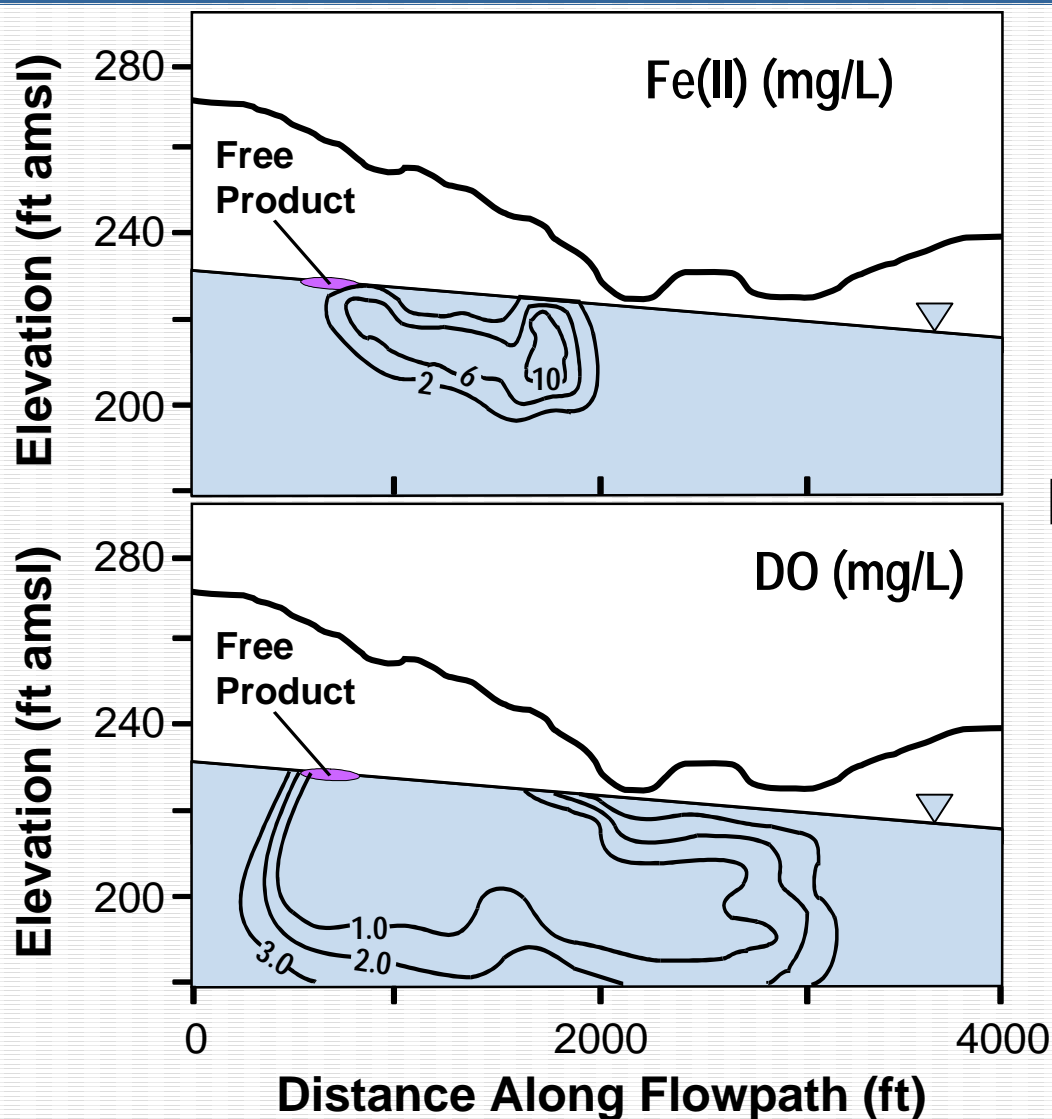 Fe(II) (mg/L)
Elevation (ft amsl)
280
240
200
Free
Product
2
6
10
DO (mg/L)
Elevation (ft amsl)
280
240
200
Free
Product
1.0
2.0
3.0
0
2000
4000
Distance Along Flowpath (ft)